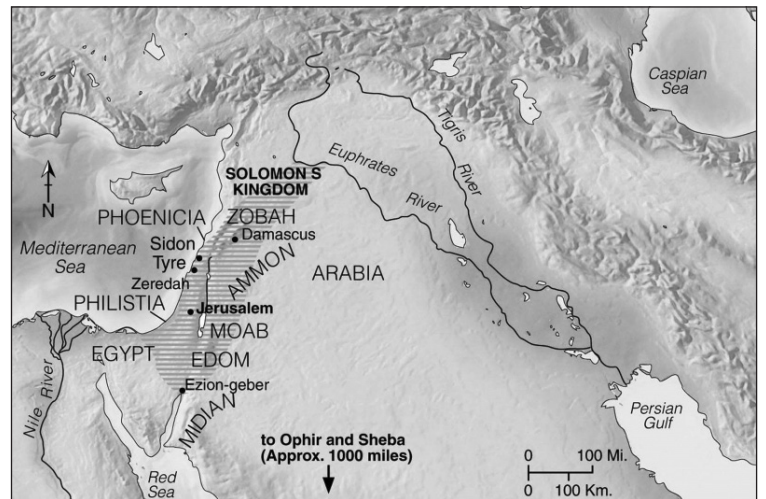 Caspian
Sea
Tigris
River
Euphrates
River
N
SOLOMON S
KINGDOM
PHOENICIA
ZOBAH
Mediterranean
Sea
Sidon
Damascus
Tyre
Zeredah
AMMON
ARABIA
PHILISTIA
Jerusalem
MOAB
EGYPT
EDOM
Ezion-geber
Nile River
MIDIAN
Persian
Gulf
to Ophir and Sheba
(Approx. 1000 miles)
Red
Sea
0 100 Mi.
0 100 Km.